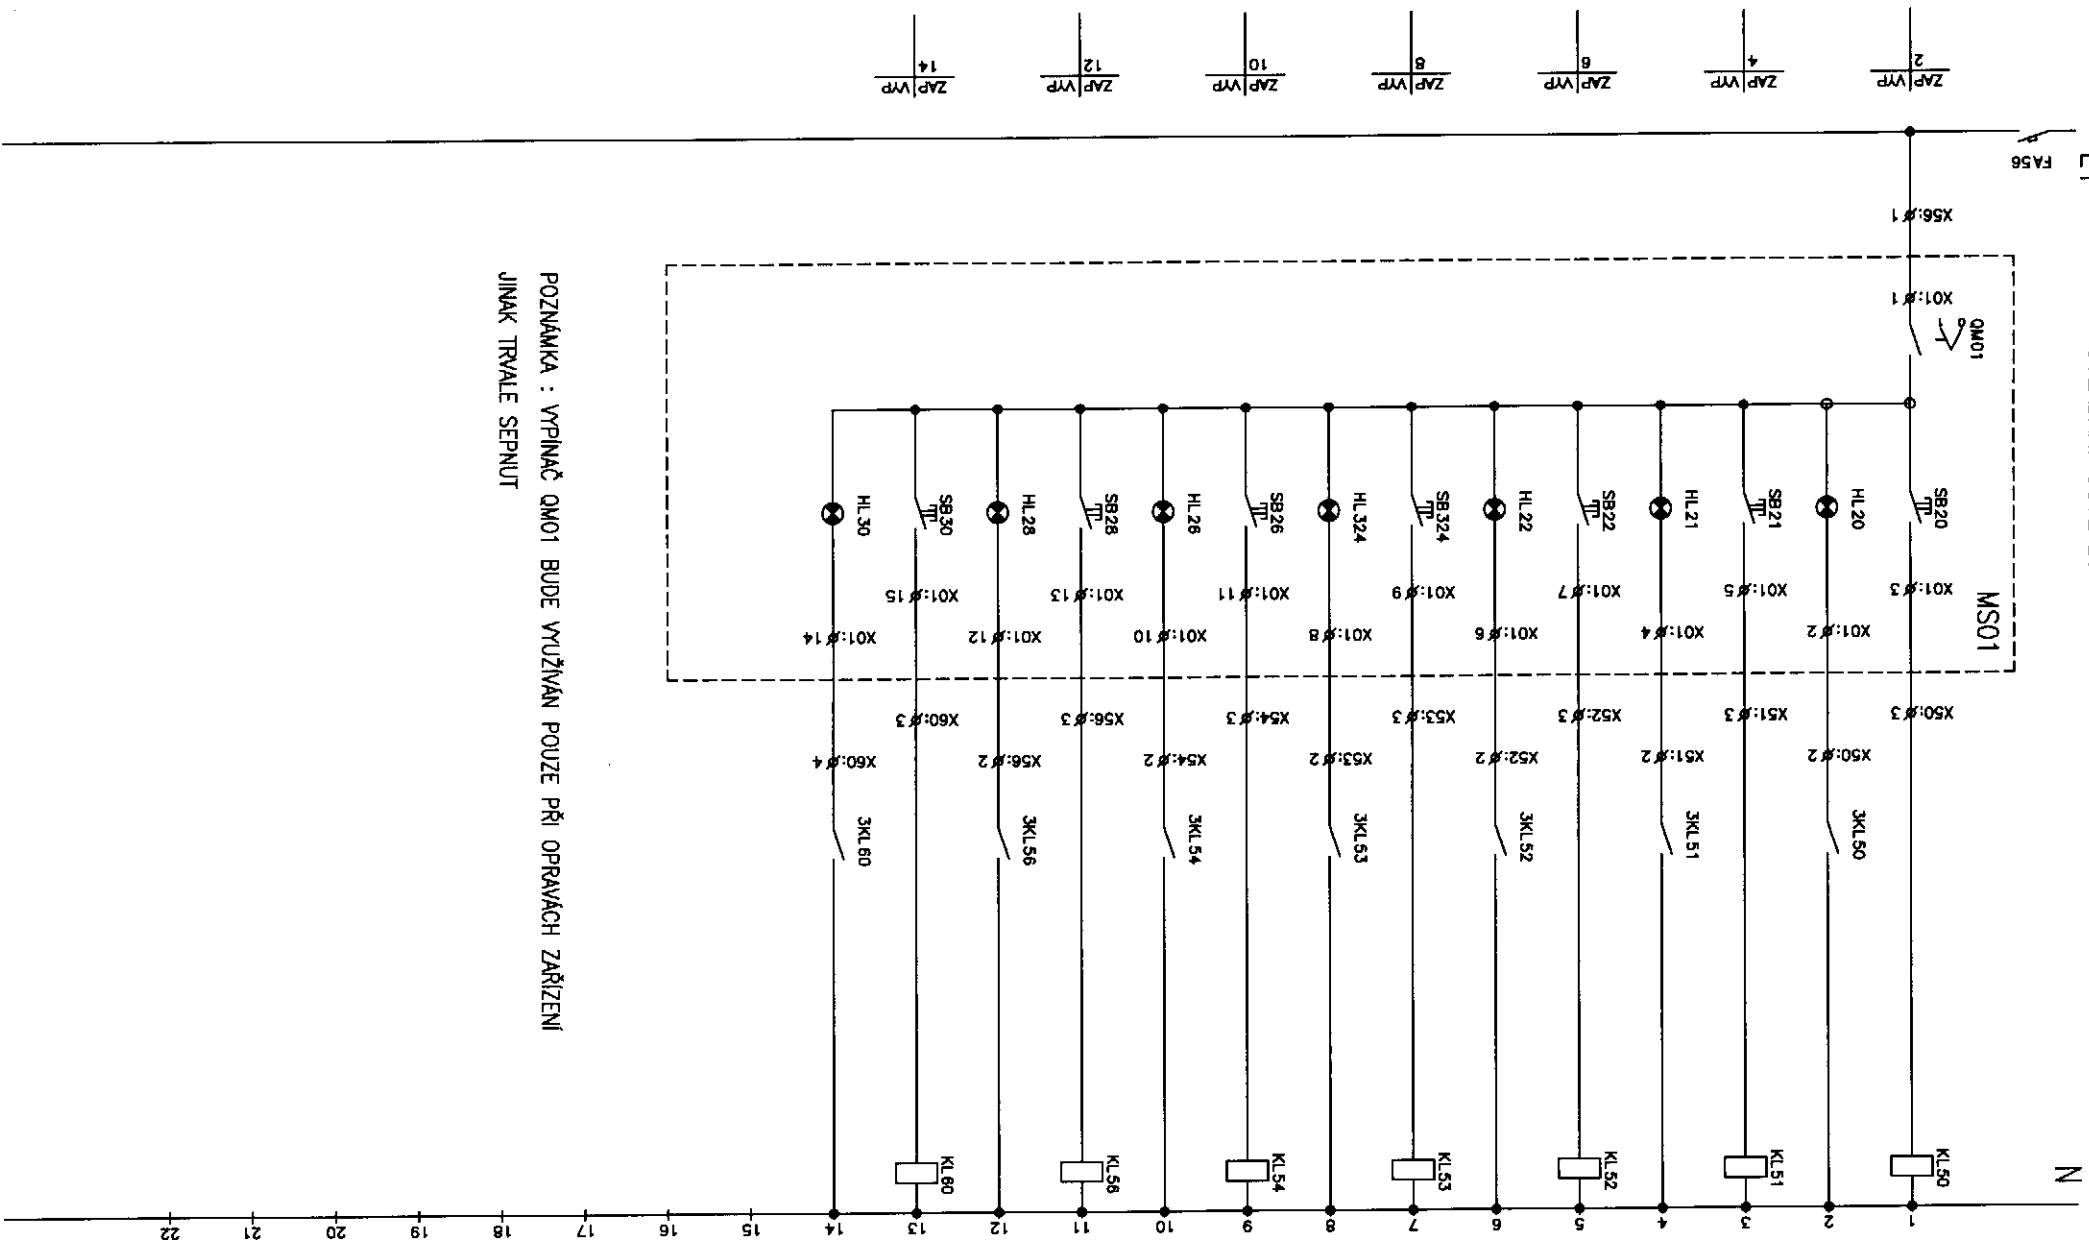 L
FA56
X56:1
X01:1
QM01
MS01
SB20
HL20
SB21
HL21
SB22
HL22
SB324
HL324
SB26
HL26
SB28
HL28
SB30
HL30
X01:3
X01:2
X01:5
X01:4
X01:7
X01:6
X01:9
X01:8
X01:11
X01:10
X01:13
X01:12
X01:15
X01:14
X50:3
X50:2
X51:3
X51:2
X52:3
X52:2
X53:3
X53:2
X54:3
X54:2
X56:3
X56:2
X60:3
X60:4
3KL50
3KL51
3KL52
3KL53
3KL54
3KL56
3KL60
KL50
KL51
KL52
KL53
KL54
KL56
KL60
N
1 2 3 4 5 6 7 8 9 10 11 12 13 14 15 16 17 18 19 20 21 22
ZAP VYP
2
ZAP VYP
4
ZAP VYP
6
ZAP VYP
8
ZAP VYP
10
ZAP VYP
12
ZAP VYP
14
POZNÁMKA : VYPÍNAČ QM01 BUDE VYUŽÍVÁN POUZE PŘI OPRAVÁCH ZAŘÍZENÍ
JINAK TRVALE SEPNUT